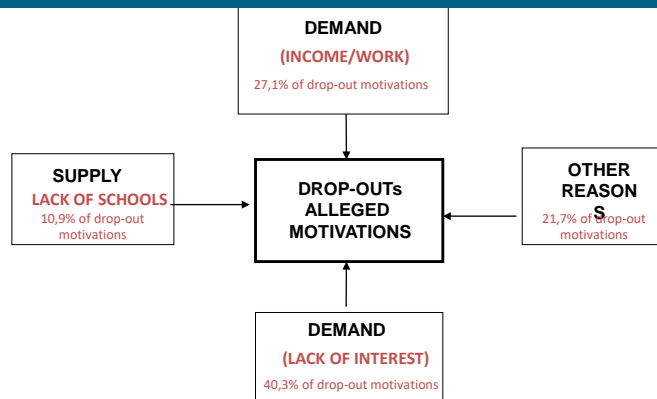 DEMAND
(INCOME/WORK)
27,1% of drop-out motivations
SUPPLY
LACK OF SCHOOLS
10,9% of drop-out
motivations
DROP-OUTs
ALLEGED
MOTIVATIONS
OTHER
REASON
S
21,7% of drop-out
motivations
DEMAND
(LACK OF INTEREST)
40,3% of drop-out motivations